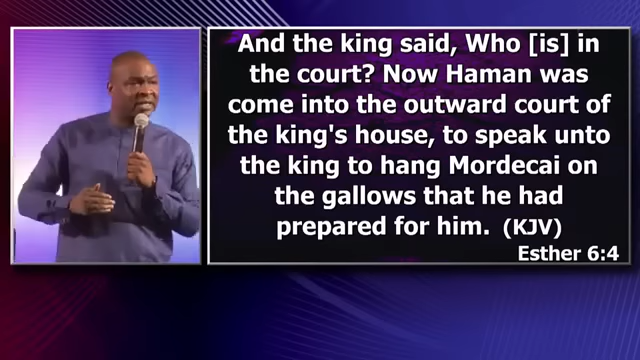 And the king said, Who [is] in
the court? Now Haman was
come into the outward court of
the king's house, to speak unto
the king to hang Mordecai on
the gallows that he had
prepared for him. (KJV)
Esther 6:4